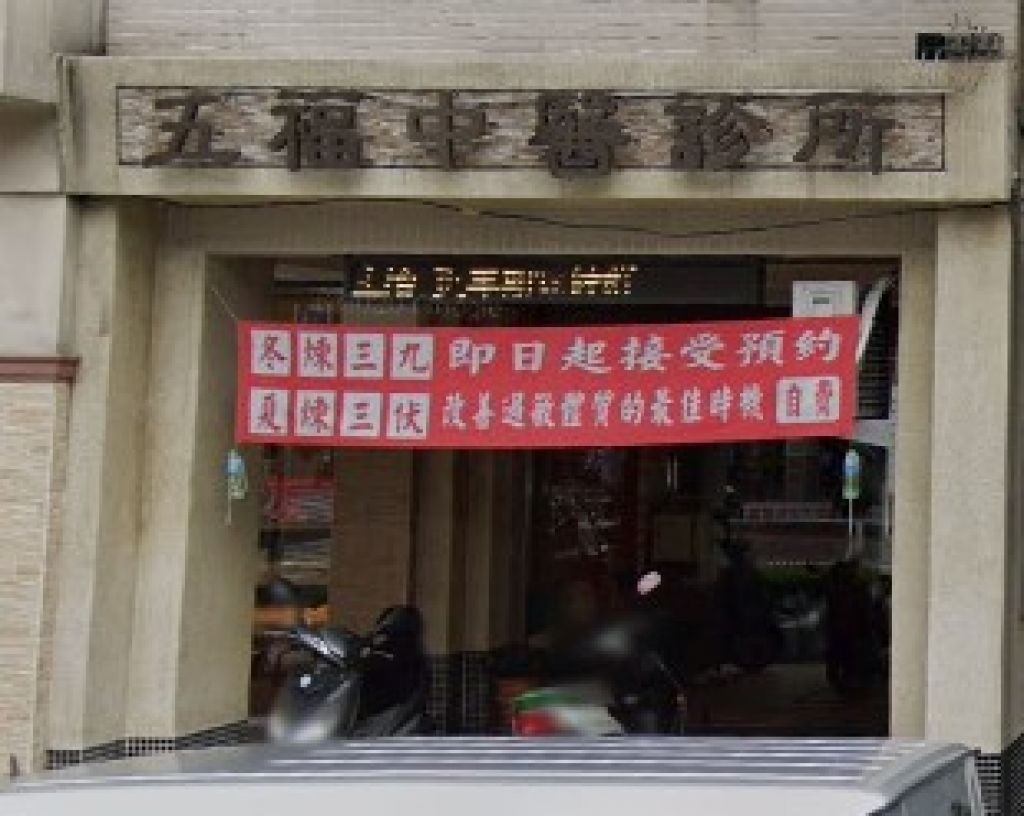 五福中醫診所
冬練三九 即日起接受預約
夏練三伏 改善過敏體質的最佳時機 自費